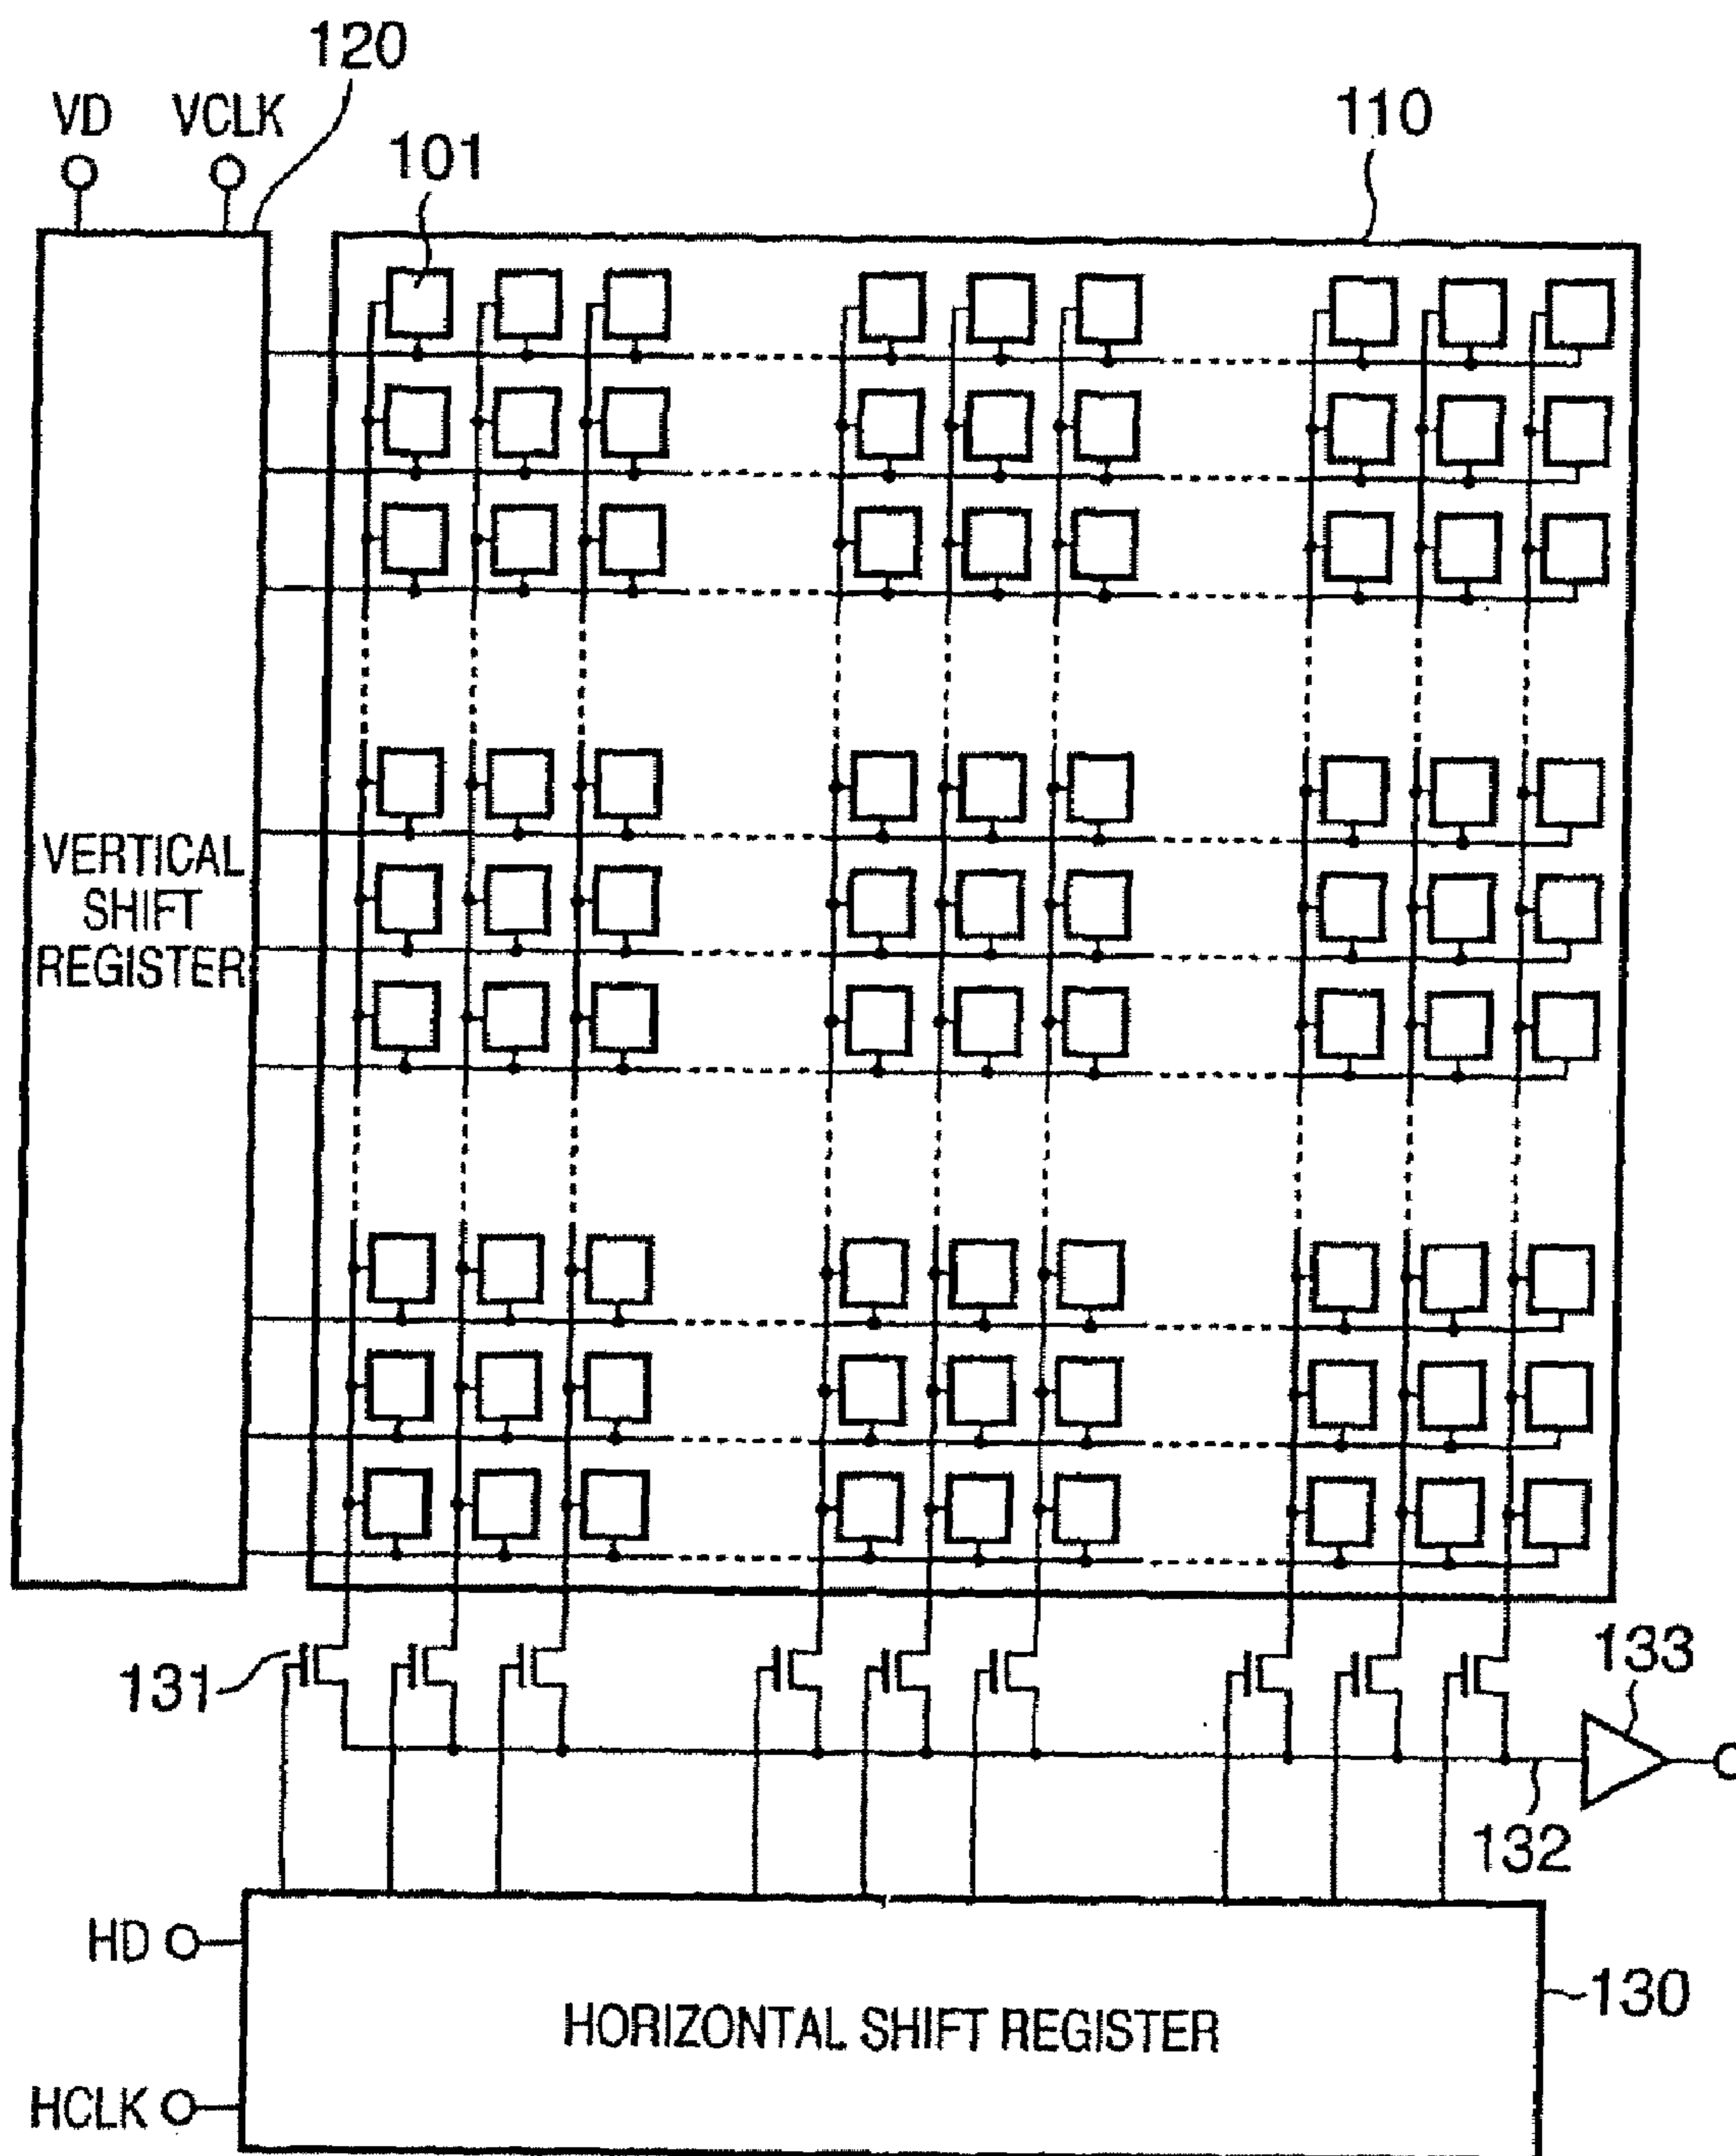 120
VD VCLK
101
110
VERTICAL
SHIFT
REGISTER
131
133
132
HD
130
HORIZONTAL SHIFT REGISTER
HCLK